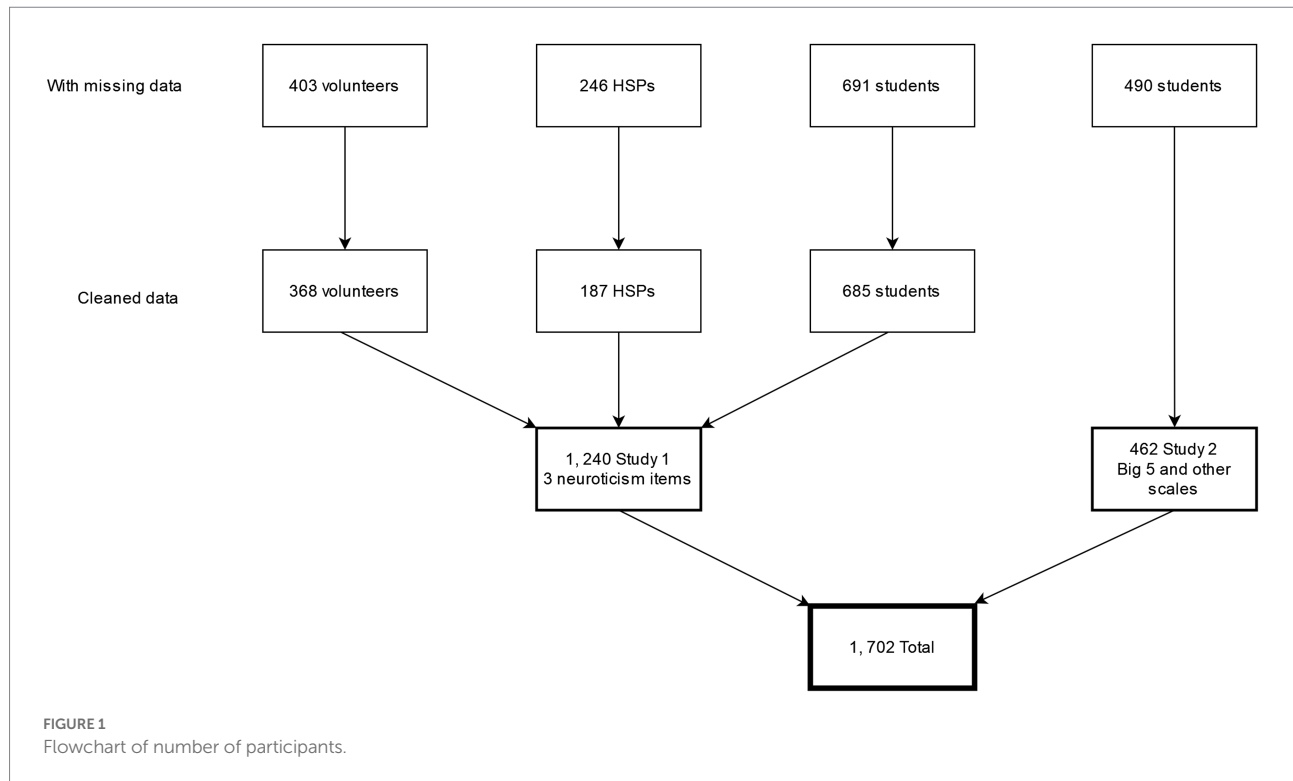 With missing data
403 volunteers
246 HSPs
691 students
490 students
Cleaned data
368 volunteers
187 HSPs
685 students
1, 240 Study 1
3 neuroticism items
462 Study 2
Big 5 and other
scales
1, 702 Total
FIGURE 1
Flowchart of number of participants.